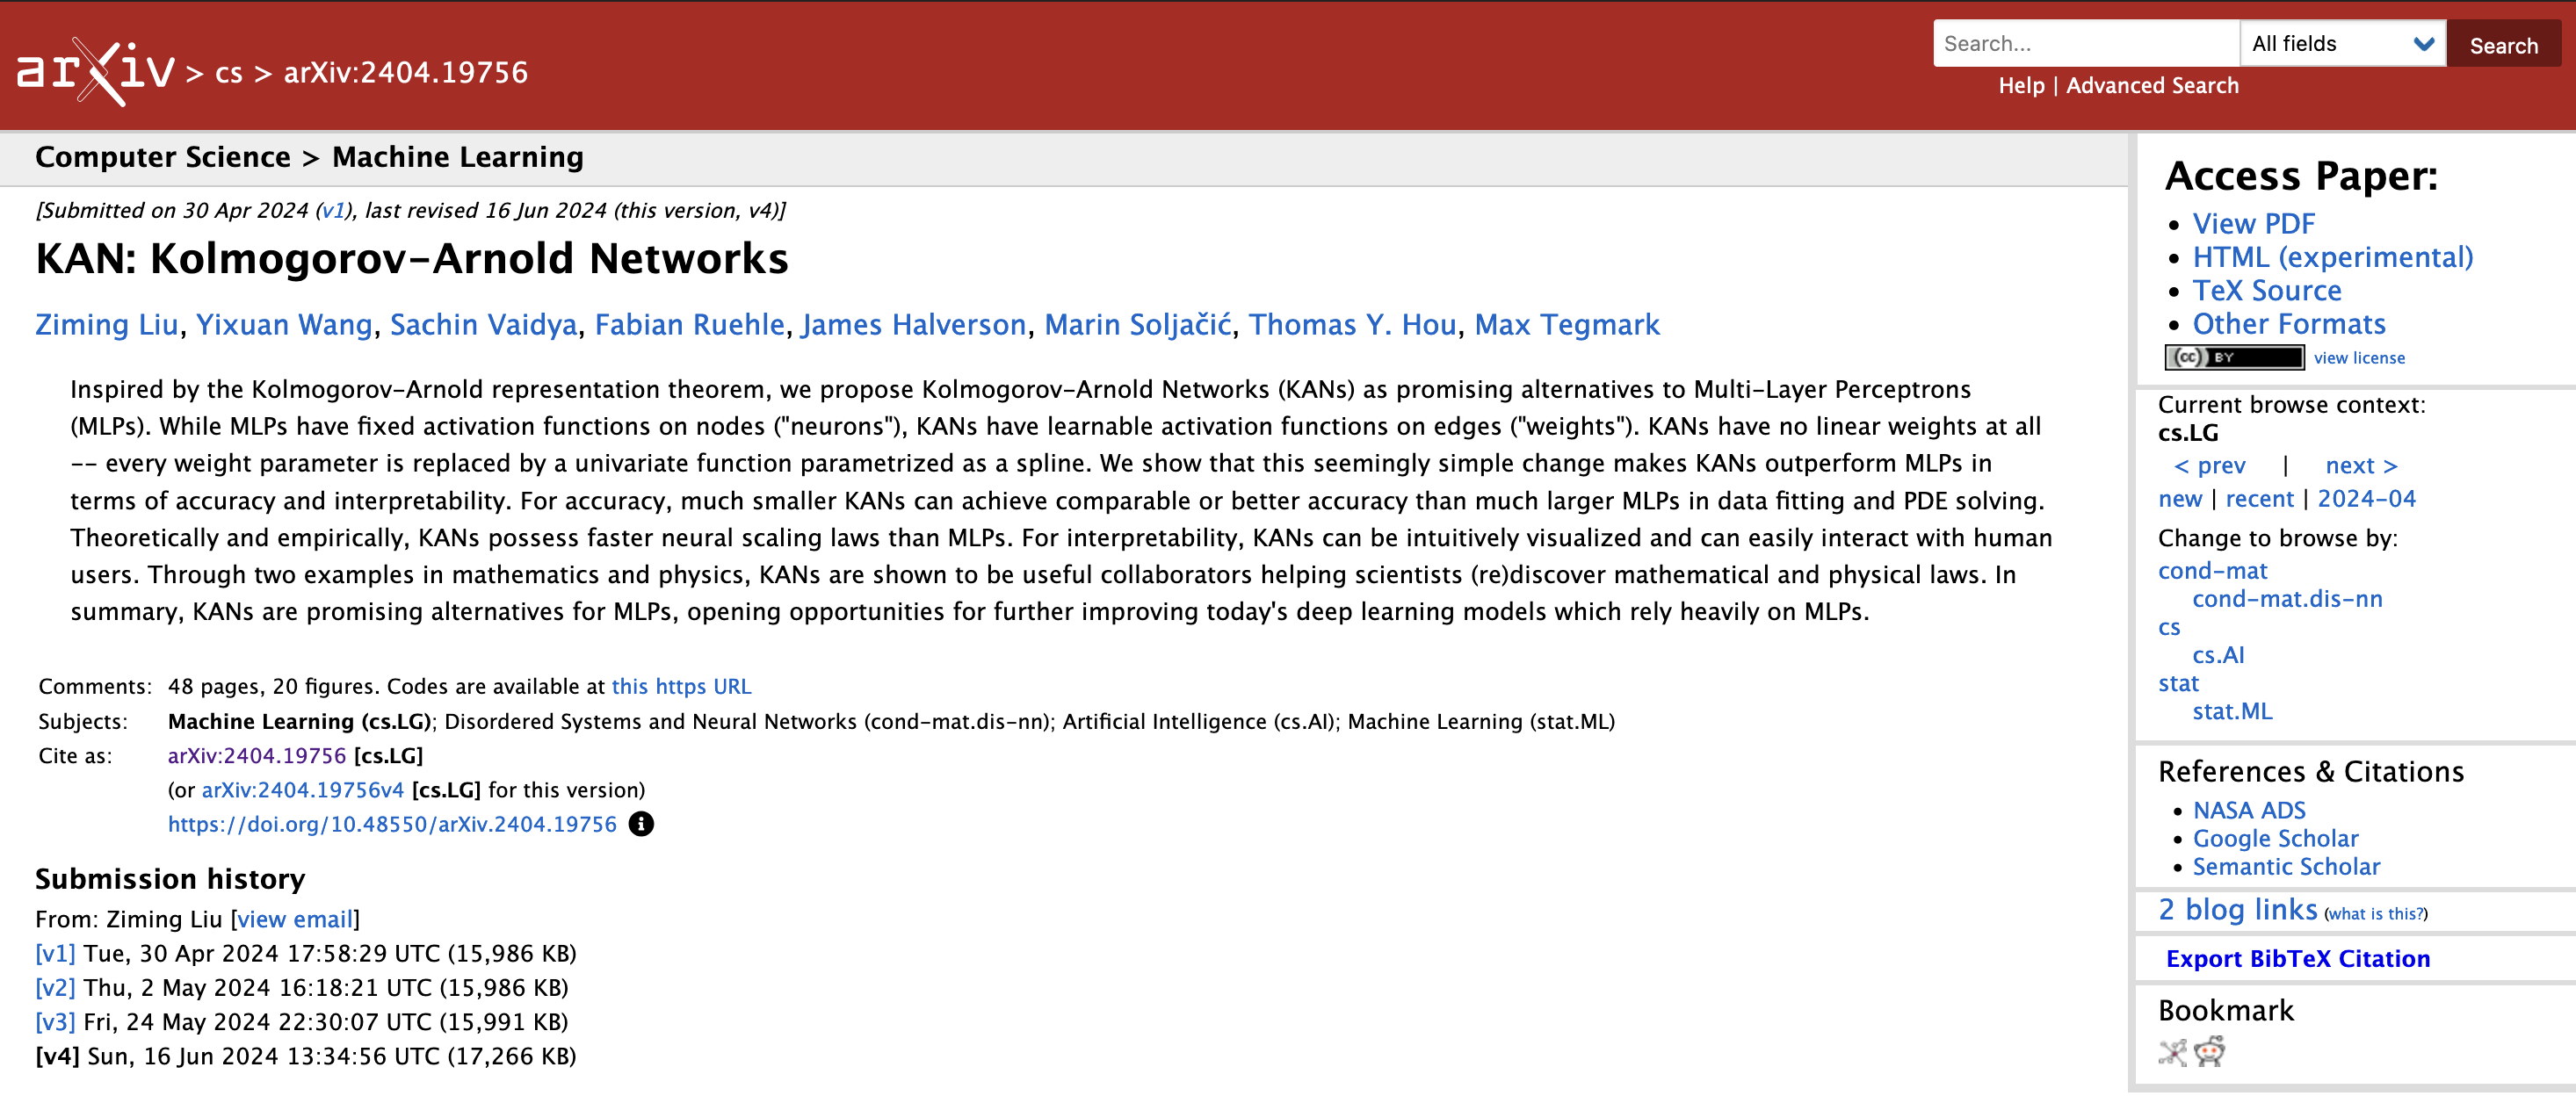 arXiv > cs > arXiv:2404.19756
Search...
All fields
Search
Help | Advanced Search
Computer Science > Machine Learning
[Submitted on 30 Apr 2024 (v1), last revised 16 Jun 2024 (this version, v4)]
KAN: Kolmogorov-Arnold Networks
Ziming Liu, Yixuan Wang, Sachin Vaidya, Fabian Ruehle, James Halverson, Marin Soljačić, Thomas Y. Hou, Max Tegmark
Inspired by the Kolmogorov-Arnold representation theorem, we propose Kolmogorov-Arnold Networks (KANs) as promising alternatives to Multi-Layer Perceptrons
(MLPs). While MLPs have fixed activation functions on nodes ("neurons"), KANs have learnable activation functions on edges ("weights"). KANs have no linear weights at all
-- every weight parameter is replaced by a univariate function parametrized as a spline. We show that this seemingly simple change makes KANs outperform MLPs in
terms of accuracy and interpretability. For accuracy, much smaller KANs can achieve comparable or better accuracy than much larger MLPs in data fitting and PDE solving.
Theoretically and empirically, KANs possess faster neural scaling laws than MLPs. For interpretability, KANs can be intuitively visualized and can easily interact with human
users. Through two examples in mathematics and physics, KANs are shown to be useful collaborators helping scientists (re)discover mathematical and physical laws. In
summary, KANs are promising alternatives for MLPs, opening opportunities for further improving today's deep learning models which rely heavily on MLPs.
Comments: 48 pages, 20 figures. Codes are available at this https URL
Subjects: Machine Learning (cs.LG); Disordered Systems and Neural Networks (cond-mat.dis-nn); Artificial Intelligence (cs.AI); Machine Learning (stat.ML)
Cite as: arXiv:2404.19756 [cs.LG]
(or arXiv:2404.19756v4 [cs.LG] for this version)
https://doi.org/10.48550/arXiv.2404.19756
Submission history
From: Ziming Liu [view email]
[v1] Tue, 30 Apr 2024 17:58:29 UTC (15,986 KB)
[v2] Thu, 2 May 2024 16:18:21 UTC (15,986 KB)
[v3] Fri, 24 May 2024 22:30:07 UTC (15,991 KB)
[v4] Sun, 16 Jun 2024 13:34:56 UTC (17,266 KB)
Access Paper:
View PDF
HTML (experimental)
TeX Source
Other Formats
(cc) BY view license
Current browse context:
cs.LG
< prev | next >
new | recent | 2024-04
Change to browse by:
cond-mat
cond-mat.dis-nn
cs
cs.AI
stat
stat.ML
References & Citations
NASA ADS
Google Scholar
Semantic Scholar
2 blog links (what is this?)
Export BibTeX Citation
Bookmark